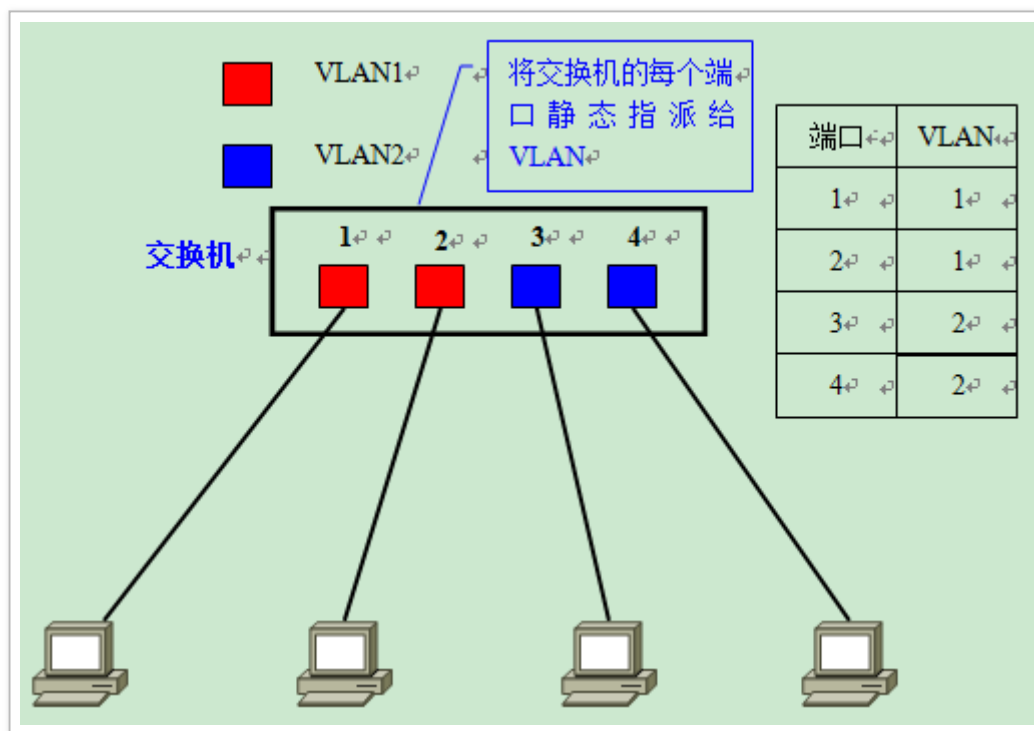 VLAN1
VLAN2
将交换机的每个端
口静态指派给
VLAN
交换机
1 2 3 4
端口 VLAN
1 1
2 1
3 2
4 2